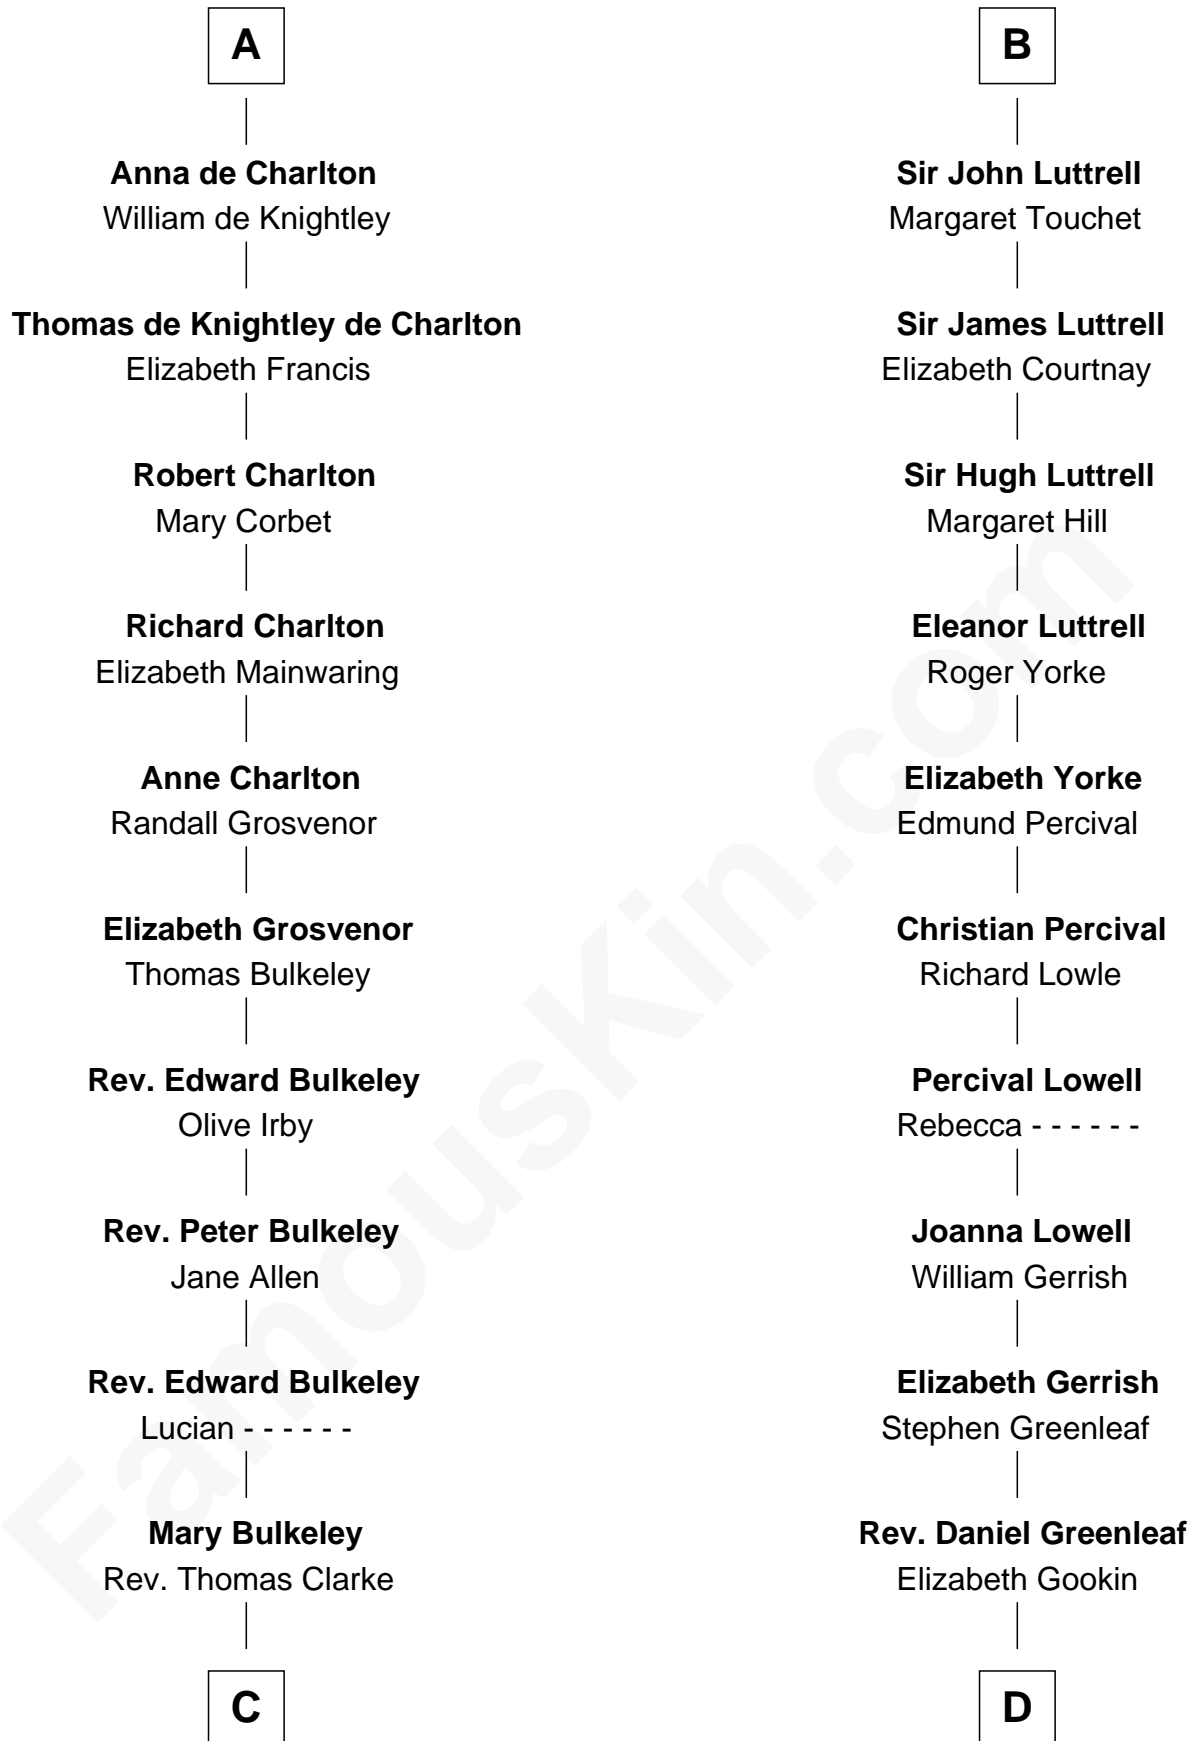 A
Anna de Charlton
William de Knightley
Thomas de Knightley de Charlton
Elizabeth Francis
Robert Charlton
Mary Corbet
Richard Charlton
Elizabeth Mainwaring
Anne Charlton
Randall Grosvenor
Elizabeth Grosvenor
Thomas Bulkeley
Rev. Edward Bulkeley
Olive Irby
Rev. Peter Bulkeley
Jane Allen
Rev. Edward Bulkeley
Lucian - - - - - -
Mary Bulkeley
Rev. Thomas Clarke
C
B
Sir John Luttrell
Margaret Touchet
Sir James Luttrell
Elizabeth Courtnay
Sir Hugh Luttrell
Margaret Hill
Eleanor Luttrell
Roger Yorke
Elizabeth Yorke
Edmund Percival
Christian Percival
Richard Lowle
Percival Lowell
Rebecca - - - - - -
Joanna Lowell
William Gerrish
Elizabeth Gerrish
Stephen Greenleaf
Rev. Daniel Greenleaf
Elizabeth Gookin
D
FamousKin.com